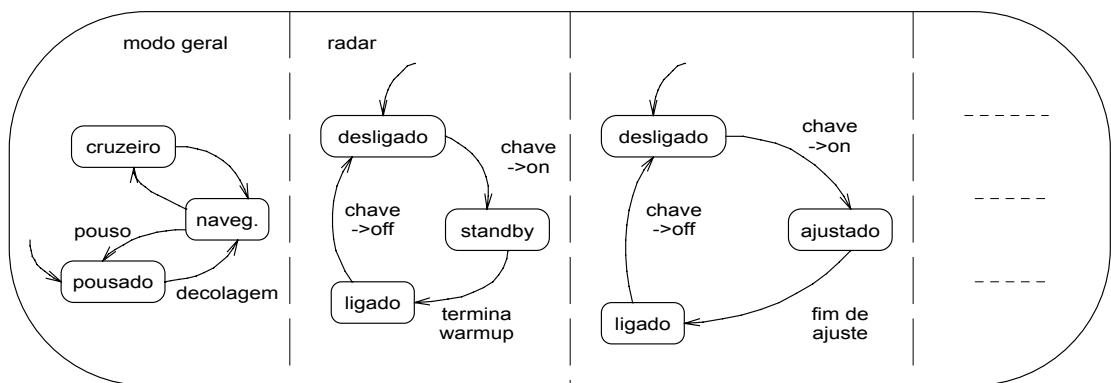 modo geral
cruzeiro
naveg.
pouso
pousado
decolagem
radar
desligado
chave
->on
chave
->off
standby
ligado
termina
warmup
desligado
chave
->on
chave
->off
ajustado
ligado
fim de
ajuste